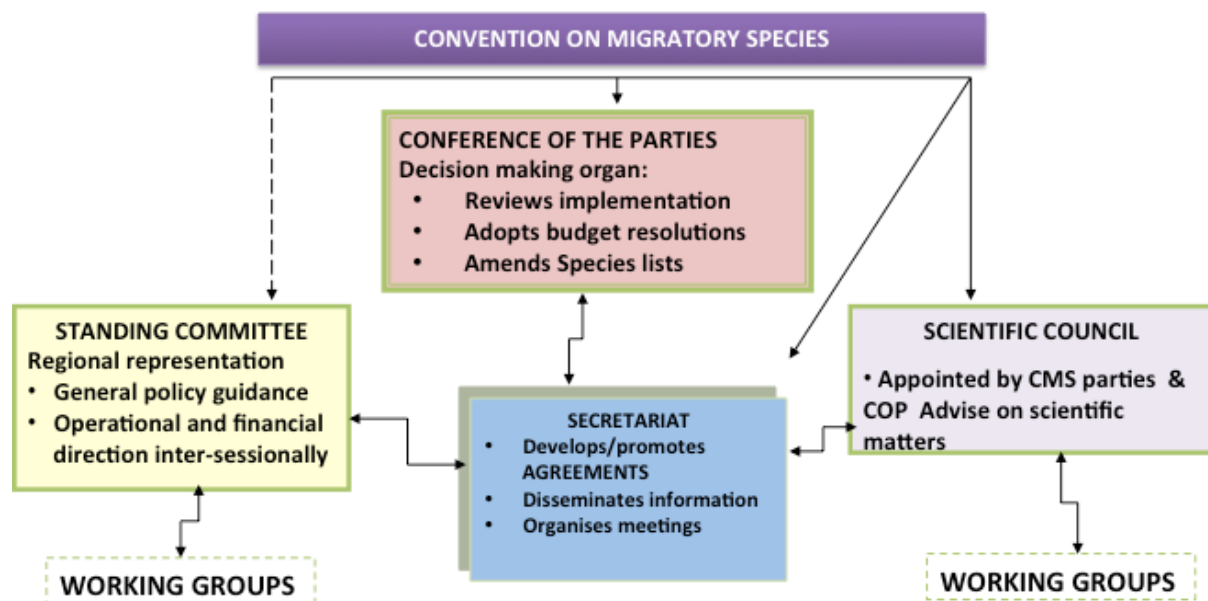 CONVENTION ON MIGRATORY SPECIES
CONFERENCE OF THE PARTIES
Decision making organ:
• Reviews implementation
• Adopts budget resolutions
• Amends Species lists
STANDING COMMITTEE
Regional representation
• General policy guidance
• Operational and financial
direction inter-sessionally
SECRETARIAT
• Develops/promotes
AGREEMENTS
• Disseminates information
• Organises meetings
SCIENTIFIC COUNCIL
• Appointed by CMS parties &
COP Advise on scientific
matters
WORKING GROUPS
WORKING GROUPS